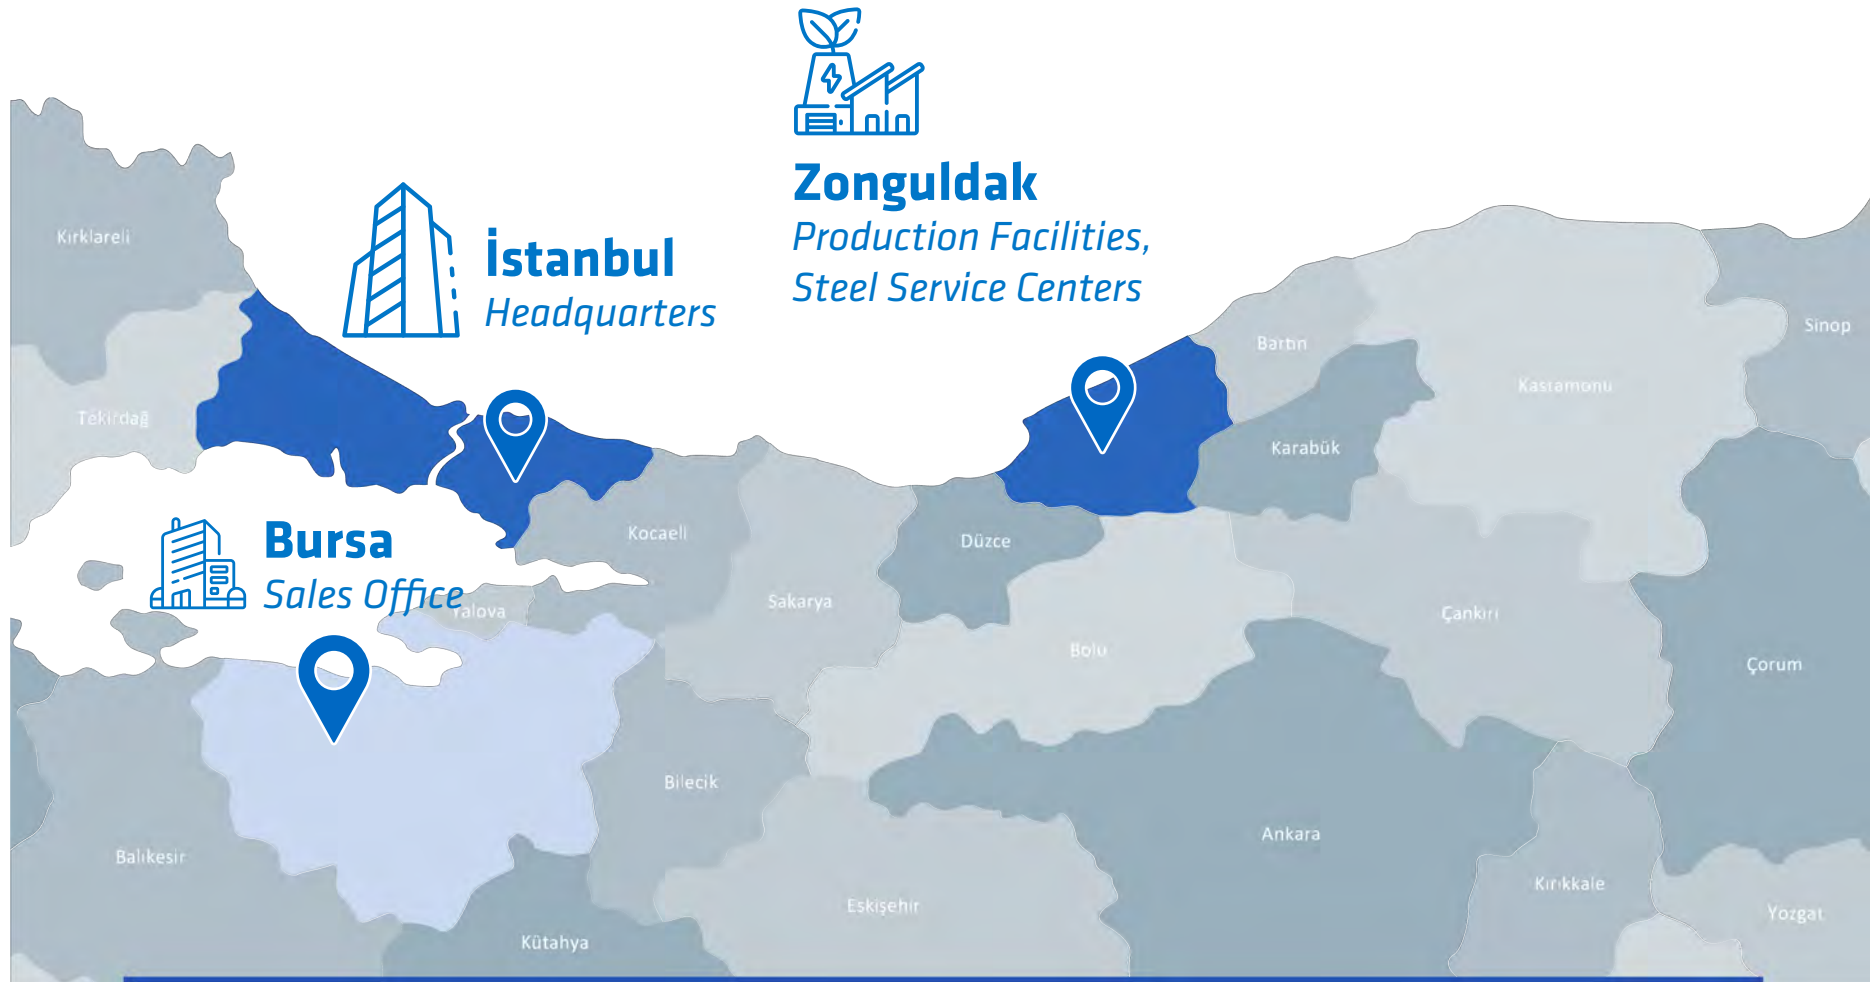 Zonguldak
Production Facilities,
Steel Service Centers
İstanbul
Headquarters
Kırklareli
Tekirdağ
Bartın
Sinop
Kastamonu
Karabük
Bursa
Sales Office
Kocaeli
Düzce
Yalova
Sakarya
Çankırı
Bolu
Çorum
Bilecik
Ankara
Balıkesir
Kırıkkale
Eskişehir
Yozgat
Kütahya